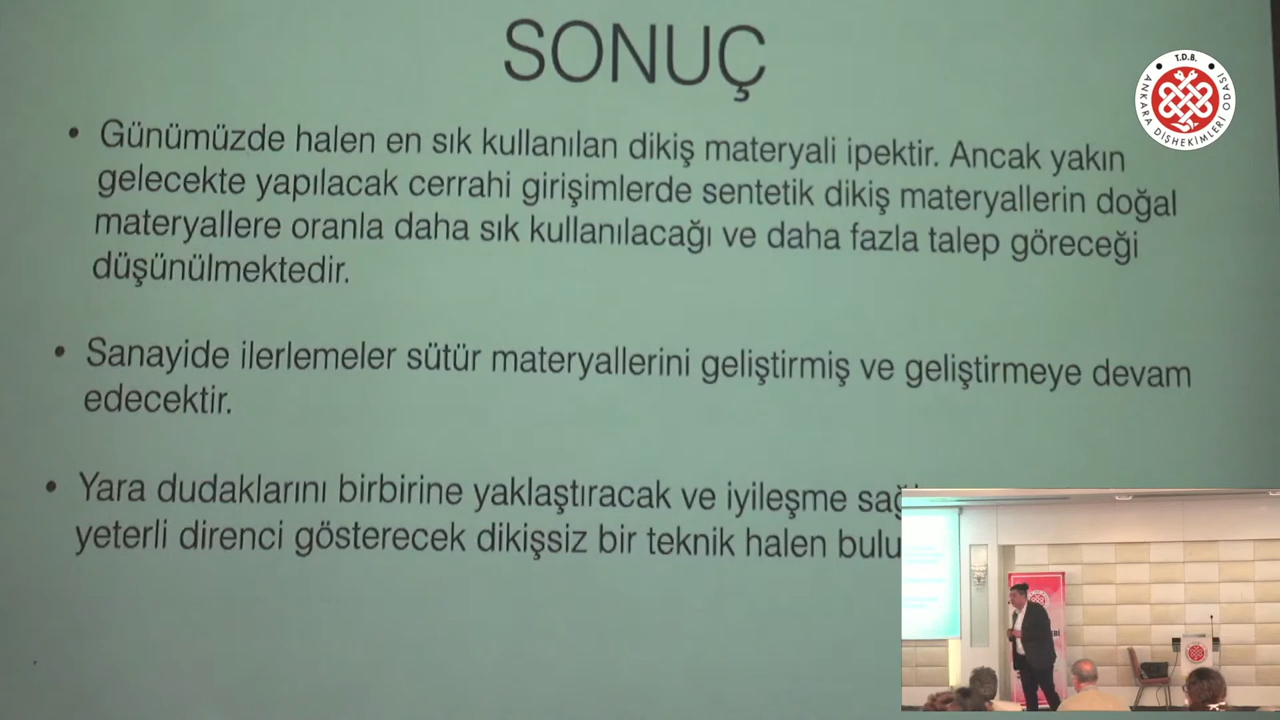 SONUÇ
• Günümüzde halen en sık kullanılan dikiş materyali ipektir. Ancak yakın
gelecekte yapılacak cerrahi girişimlerde sentetik dikiş materyallerin doğal
materyallere oranla daha sık kullanılacağı ve daha fazla talep göreceği
düşünülmektedir.
• Sanayide ilerlemeler sütür materyallerini geliştirmiş ve geliştirmeye devam
edecektir.
• Yara dudaklarını birbirine yaklaştıracak ve iyileşme
yeterli direnci gösterecek dikişsiz bir teknik halen
T.D.B.
ANKARA DİŞHEKİMLERİ ODASI